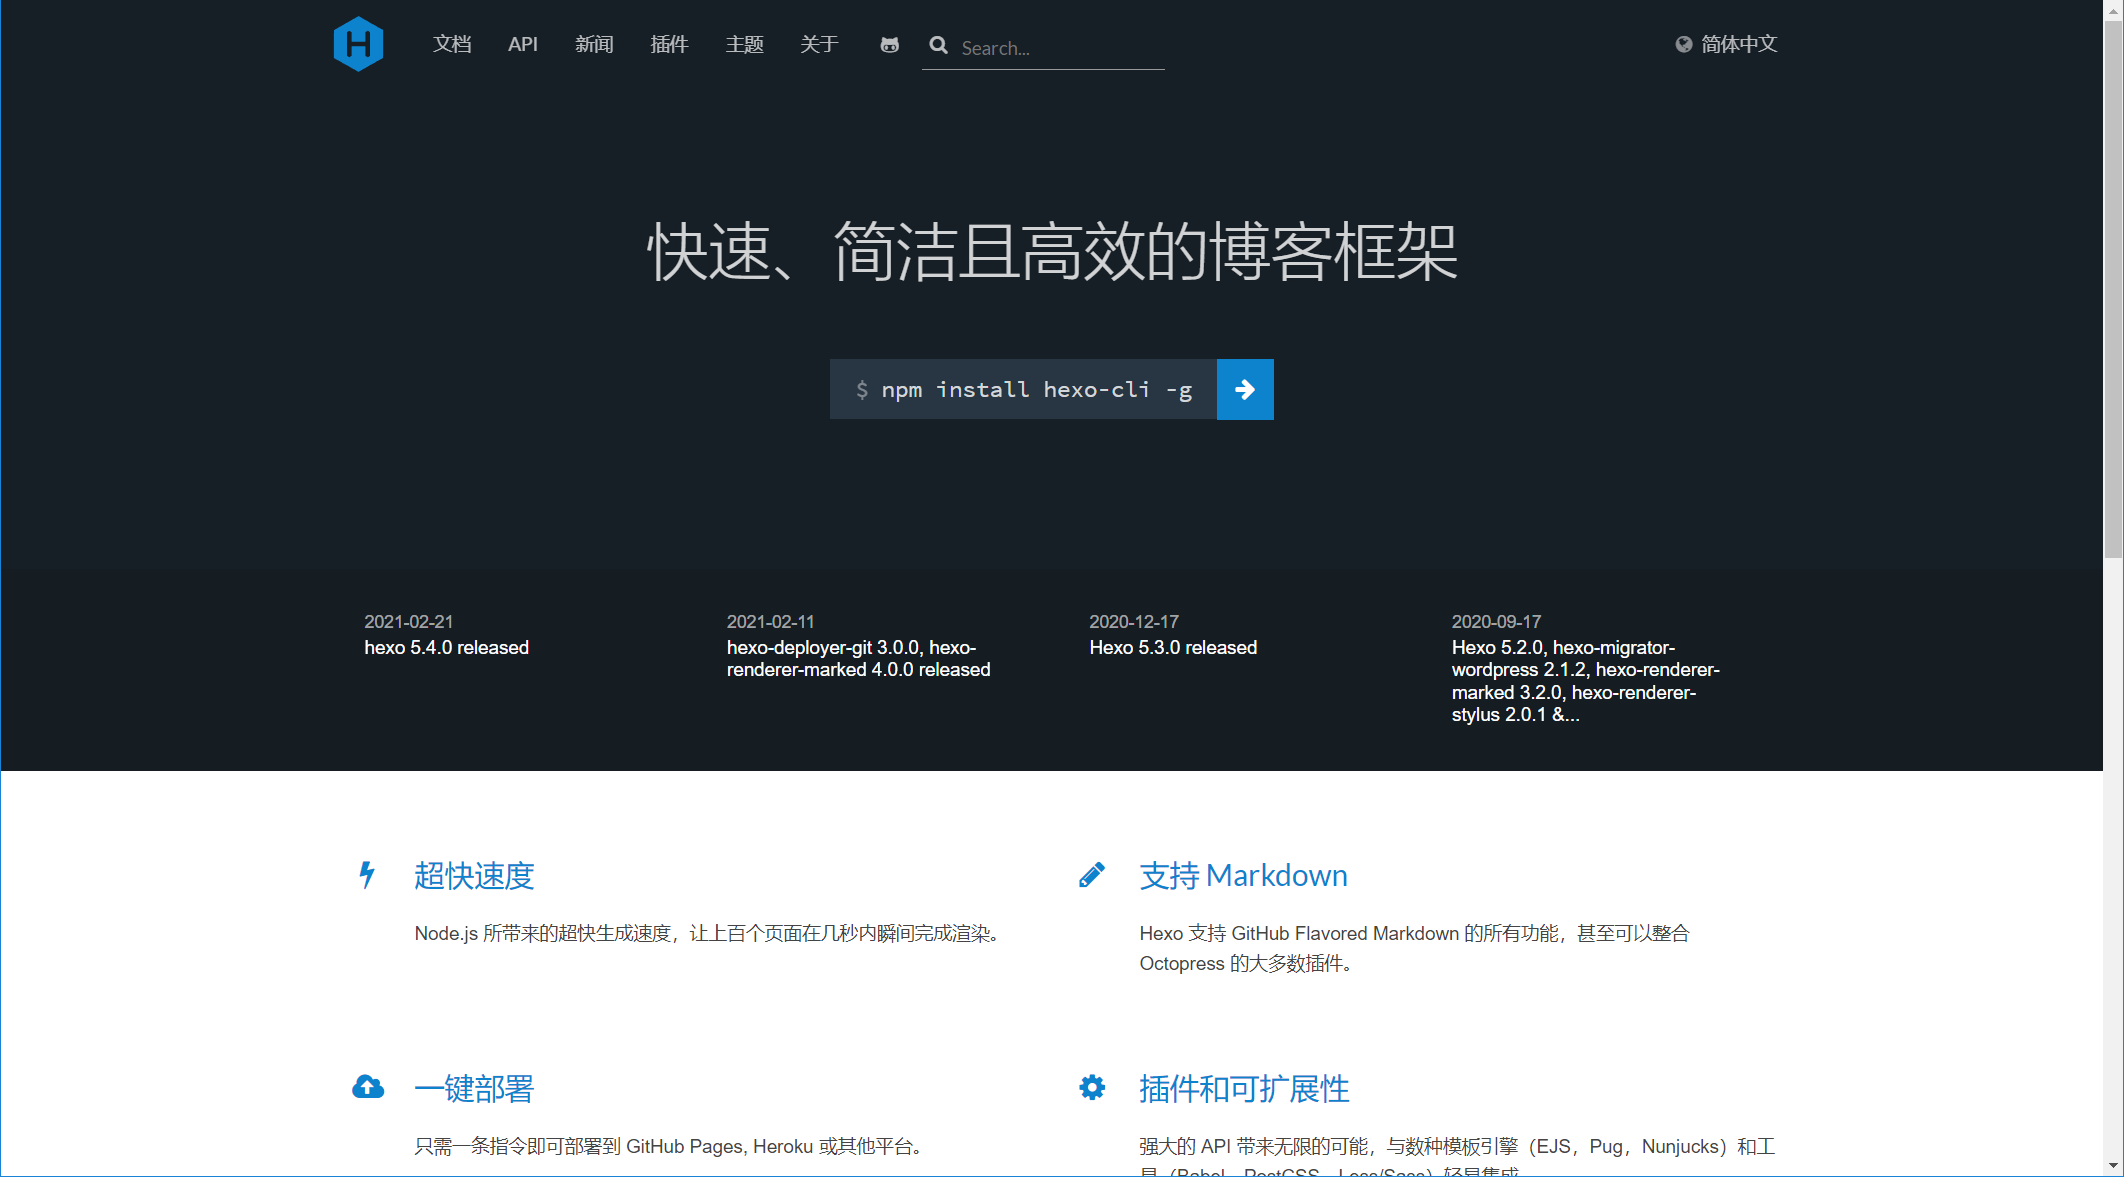 H
文档 API 新闻 插件 主题 关于 Search... 简体中文
快速、简洁且高效的博客框架
$ npm install hexo-cli -g
2021-02-21
hexo 5.4.0 released
2021-02-11
hexo-deployer-git 3.0.0, hexo-
renderer-marked 4.0.0 released
2020-12-17
Hexo 5.3.0 released
2020-09-17
Hexo 5.2.0, hexo-migrator-
wordpress 2.1.2, hexo-renderer-
marked 3.2.0, hexo-renderer-
stylus 2.0.1 &...
超快速度
Node.js 所带来的超快生成速度，让上百个页面在几秒内瞬间完成渲染。
支持 Markdown
Hexo 支持 GitHub Flavored Markdown 的所有功能，甚至可以整合
Octopress 的大多数插件。
一键部署
只需一条指令即可部署到 GitHub Pages, Heroku 或其他平台。
插件和可扩展性
强大的 API 带来无限的可能，与数种模板引擎（EJS，Pug，Nunjucks）和工
具（Babel，PostCSS，Less/Sass）轻易集成